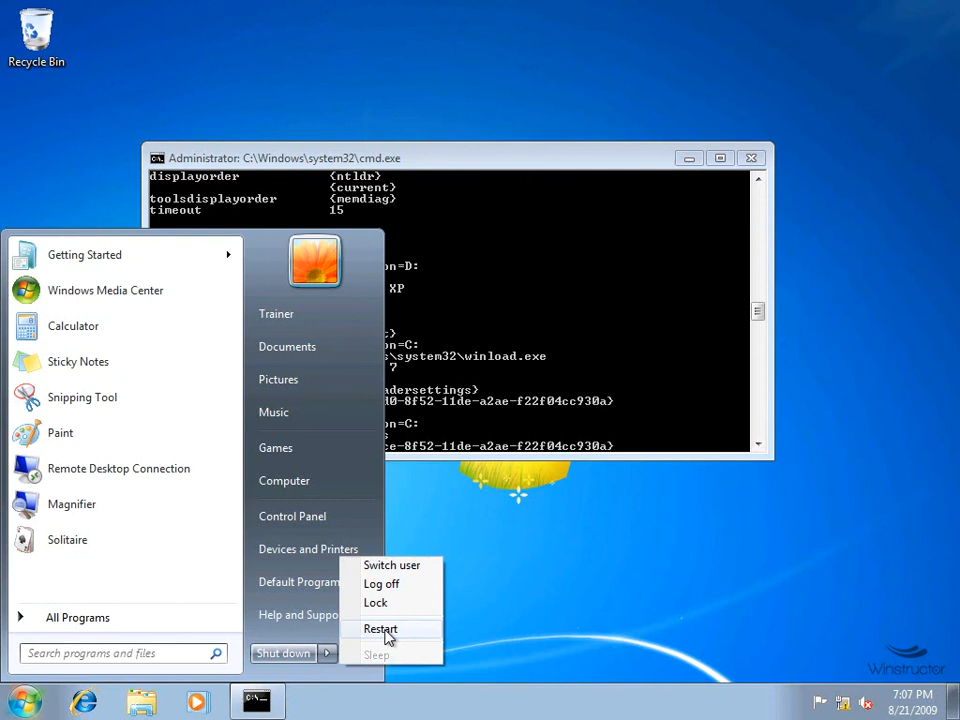 Recycle Bin
Administrator: C:\Windows\system32\cmd.exe
displayorder {ntldr}
{current}
toolsdisplayorder {memdiag}
timeout 15
on=D:
XP
t}
on=C:
s\system32\winload.exe
7
adersettings}
d0-8f52-11de-a2ae-f22f04cc930a}
on=C:
s
ce-8f52-11de-a2ae-f22f04cc930a}
Getting Started
Windows Media Center
Calculator
Sticky Notes
Snipping Tool
Paint
Remote Desktop Connection
Magnifier
Solitaire
All Programs
Search programs and files
Trainer
Documents
Pictures
Music
Games
Computer
Control Panel
Devices and Printers
Default Program
Help and Suppo
Shut down
Switch user
Log off
Lock
Restart
Sleep
Winstructor
C:\.
7:07 PM
8/21/2009